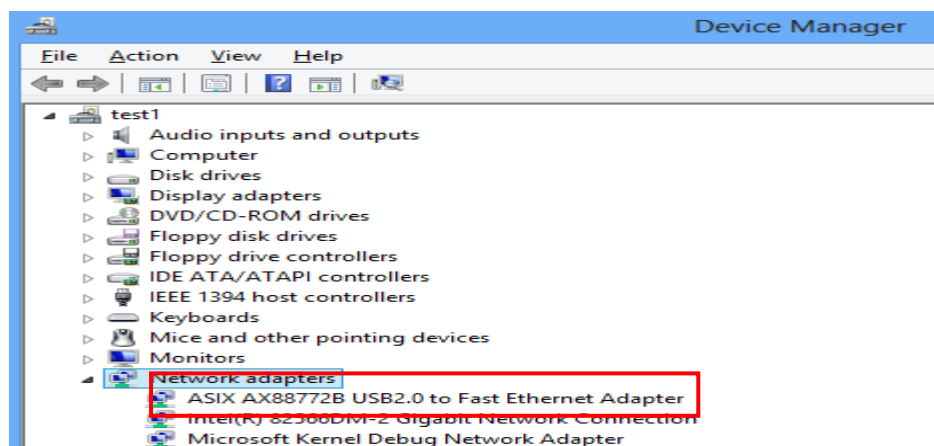 Device Manager
File Action View Help
test1
Audio inputs and outputs
Computer
Disk drives
Display adapters
DVD/CD-ROM drives
Floppy disk drives
Floppy drive controllers
IDE ATA/ATAPI controllers
IEEE 1394 host controllers
Keyboards
Mice and other pointing devices
Monitors
Network adapters
ASIX AX88772B USB2.0 to Fast Ethernet Adapter
Intel(R) 82566DM-2 Gigabit Network Connection
Microsoft Kernel Debug Network Adapter